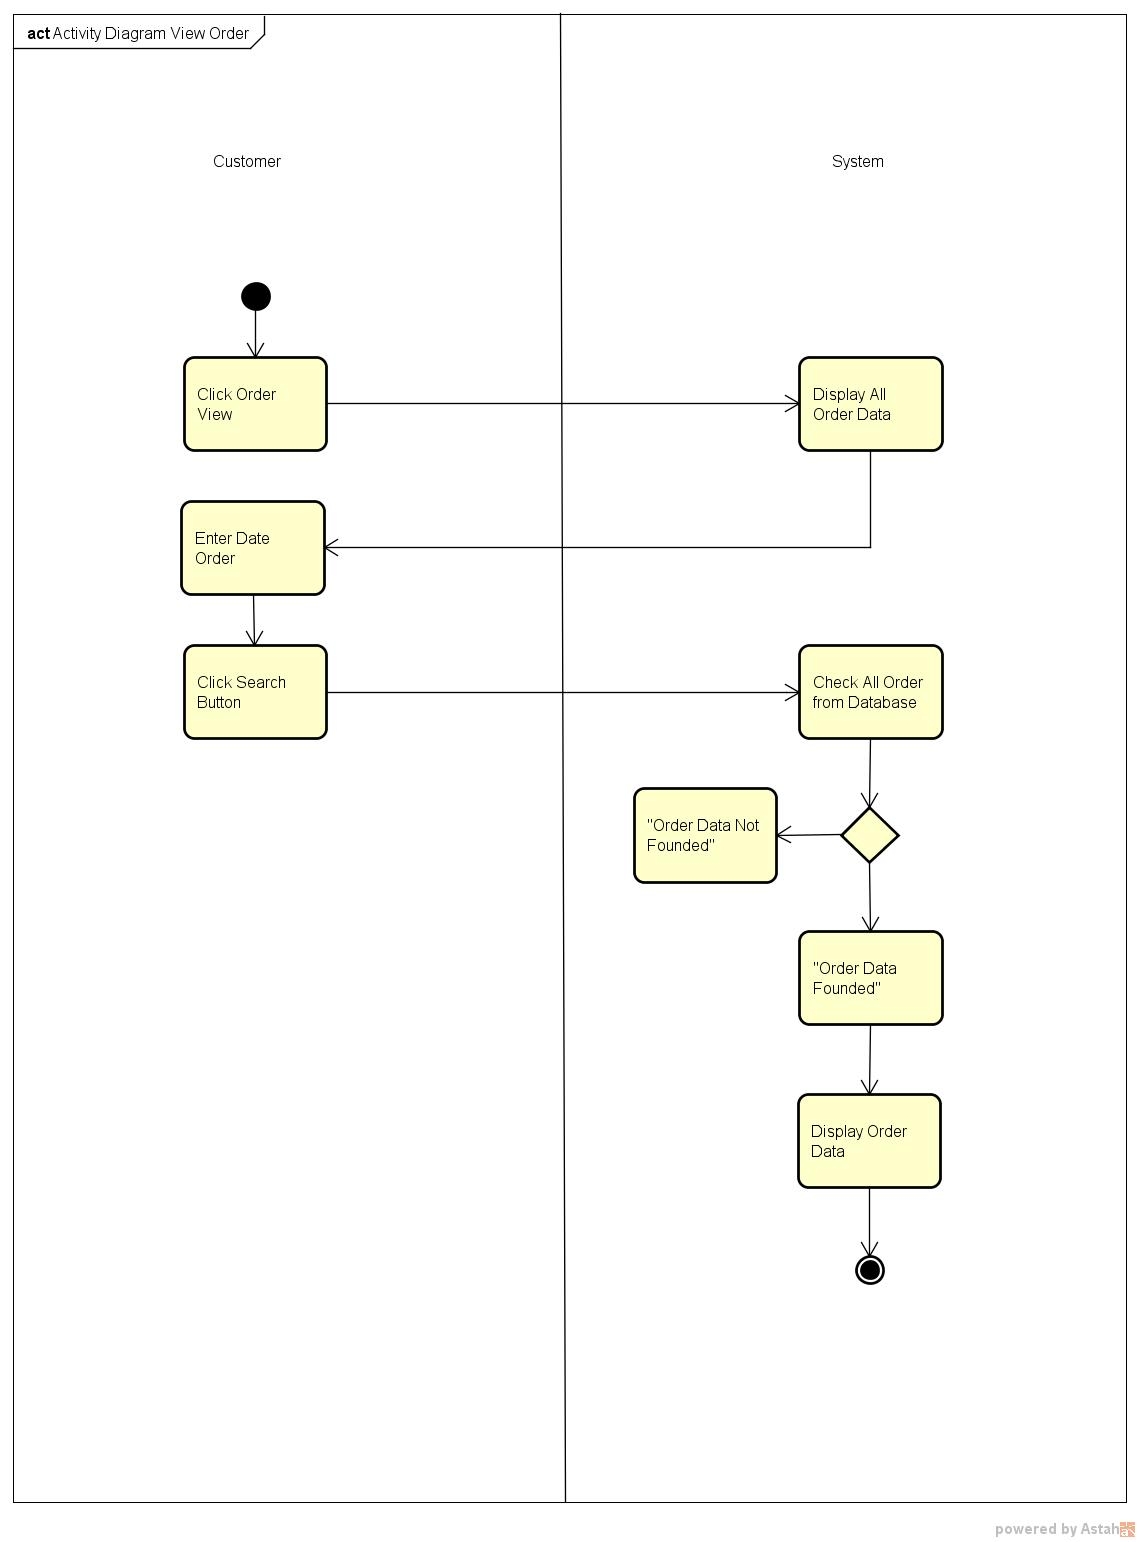 act Activity Diagram View Order
Customer
System
Click Order
View
Display All
Order Data
Enter Date
Order
Click Search
Button
Check All Order
from Database
"Order Data Not
Founded"
"Order Data
Founded"
Display Order
Data
powered by Astah